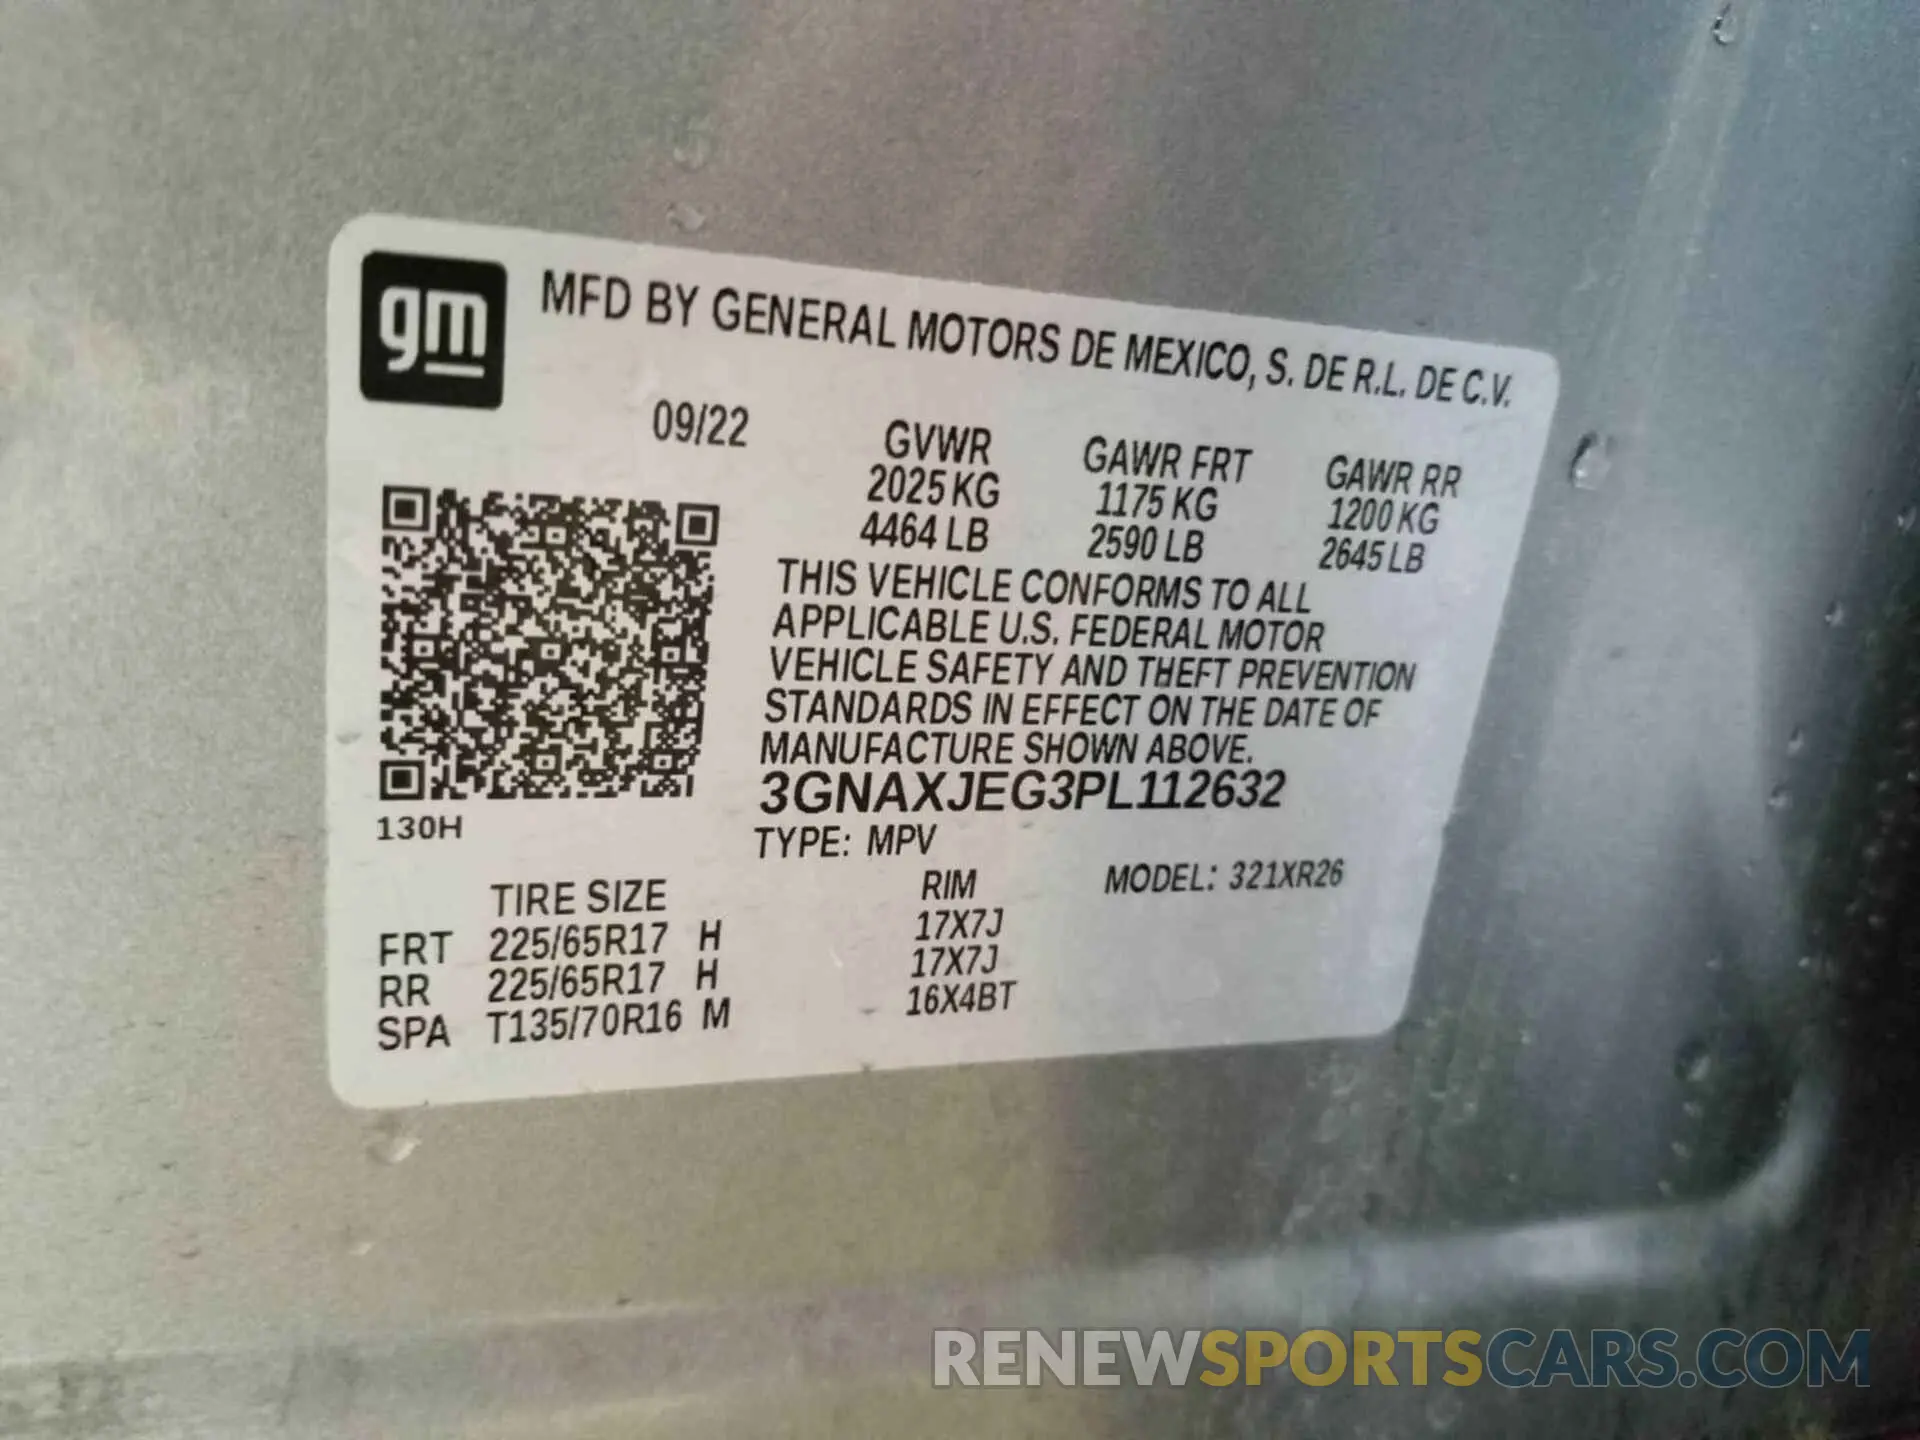 gm
MFD BY GENERAL MOTORS DE MEXICO, S. DE R.L. DE C.V.
09/22
GVWR GAWR FRT GAWR RR
2025 KG 1175 KG 1200 KG
4464 LB 2590 LB 2645 LB
THIS VEHICLE CONFORMS TO ALL
APPLICABLE U.S. FEDERAL MOTOR
VEHICLE SAFETY AND THEFT PREVENTION
STANDARDS IN EFFECT ON THE DATE OF
MANUFACTURE SHOWN ABOVE.
3GNAXJEG3PL112632
130H
TYPE: MPV
MODEL: 321XR26
TIRE SIZE RIM
FRT 225/65R17 H 17X7J
RR 225/65R17 H 17X7J
SPA T135/70R16 M 16X4BT
RENEWSPORTSCARS.COM